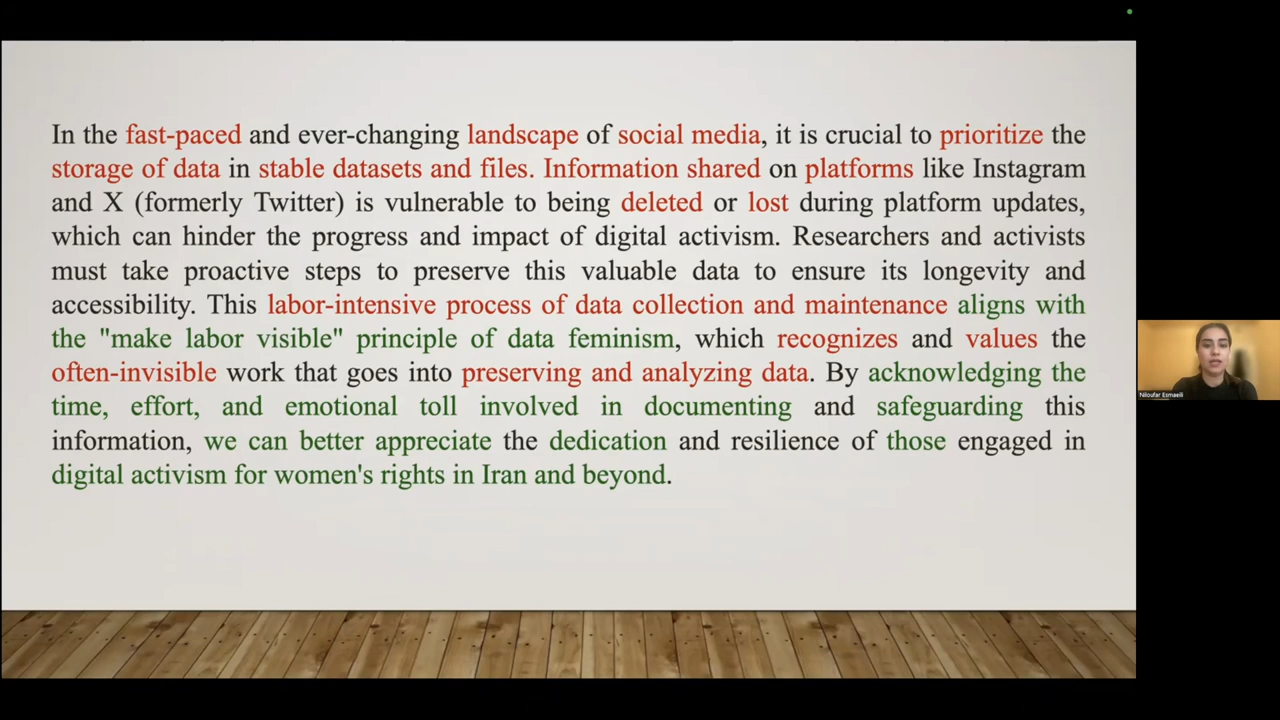 In the fast-paced and ever-changing landscape of social media, it is crucial to prioritize the
storage of data in stable datasets and files. Information shared on platforms like Instagram
and X (formerly Twitter) is vulnerable to being deleted or lost during platform updates,
which can hinder the progress and impact of digital activism. Researchers and activists
must take proactive steps to preserve this valuable data to ensure its longevity and
accessibility. This labor-intensive process of data collection and maintenance aligns with
the "make labor visible" principle of data feminism, which recognizes and values the
often-invisible work that goes into preserving and analyzing data. By acknowledging the
time, effort, and emotional toll involved in documenting and safeguarding this
information, we can better appreciate the dedication and resilience of those engaged in
digital activism for women's rights in Iran and beyond.
Niloufar Esmaeili